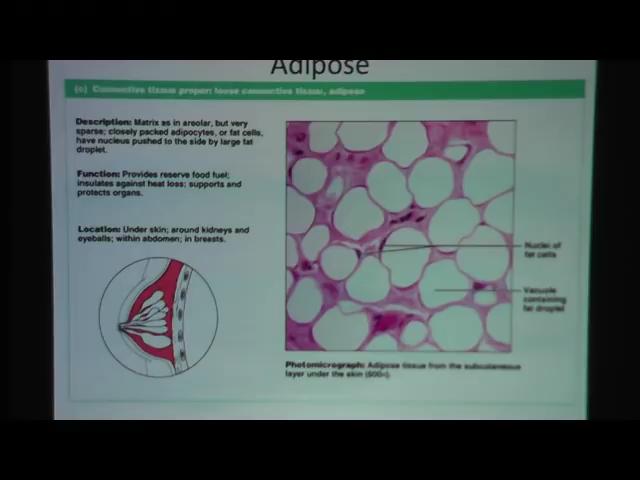 Adipose
(c) Connective tissue proper: loose connective tissue, adipose
Description: Matrix as in areolar, but very
sparse; closely packed adipocytes, or fat cells,
have nucleus pushed to the side by large fat
droplet.
Function: Provides reserve food fuel;
insulates against heat loss; supports and
protects organs.
Location: Under skin; around kidneys and
eyeballs; within abdomen; in breasts.
Nuclei of
fat cells
Vacuole
containing
fat droplet
Photomicrograph: Adipose tissue from the subcutaneous
layer under the skin (600×).